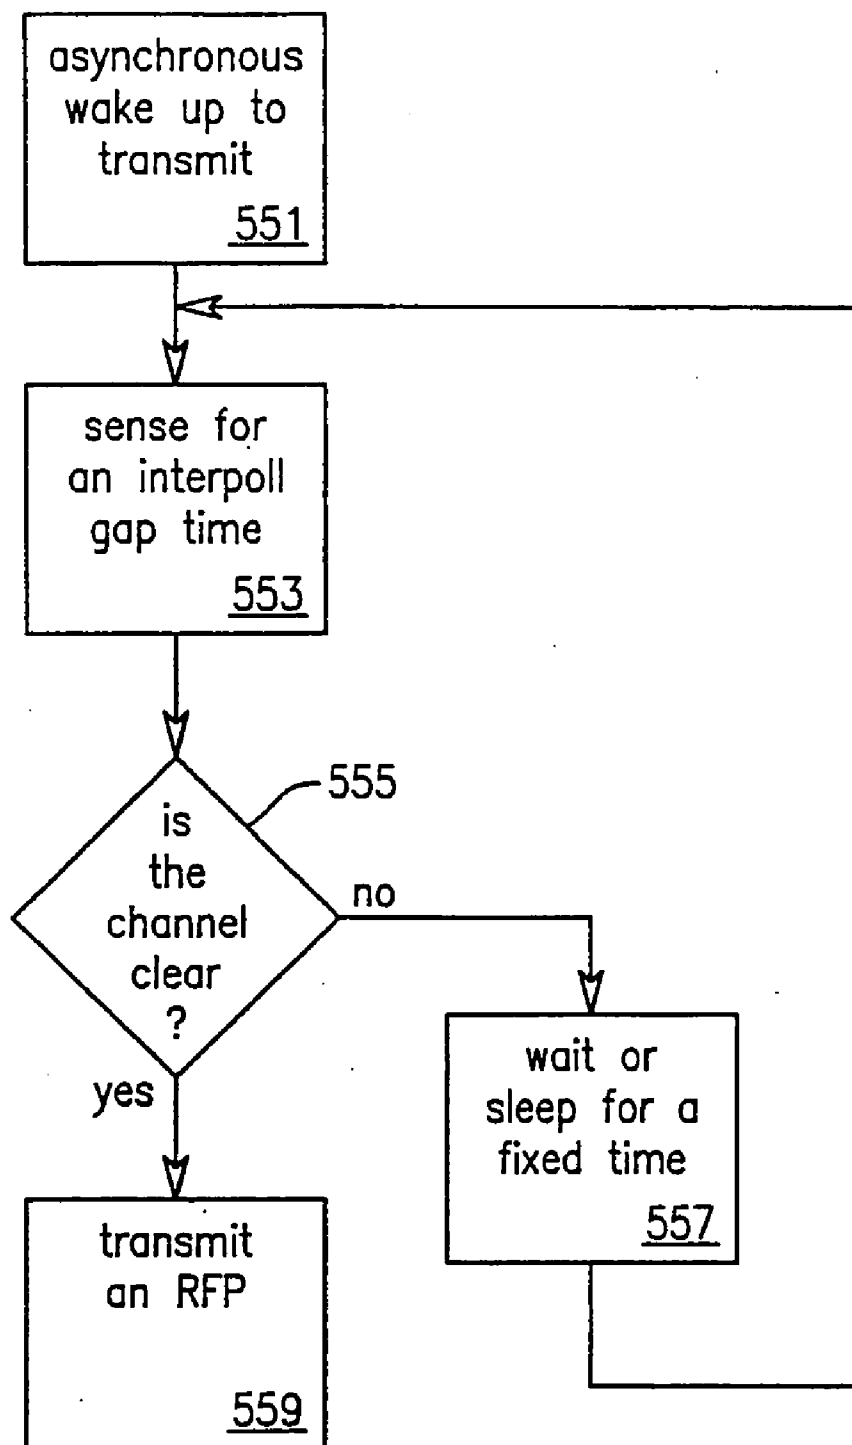 asynchronous
wake up to
transmit
551
sense for
an interpoll
gap time
553
555
is
the
channel
clear
?
no
yes
wait or
sleep for a
fixed time
557
transmit
an RFP
559